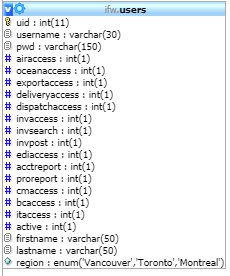 v ifw.users
uid : int(11)
username : varchar(30)
pwd : varchar(150)
airaccess : int(1)
oceanaccess : int(1)
exportaccess : int(1)
deliveryaccess : int(1)
dispatchaccess : int(1)
invaccess : int(1)
invsearch : int(1)
invpost : int(1)
ediaccess : int(1)
acctreport : int(1)
proreport : int(1)
cmaccess : int(1)
bcaccess : int(1)
itaccess : int(1)
active : int(1)
firstname : varchar(50)
lastname : varchar(50)
region : enum('Vancouver','Toronto','Montreal')